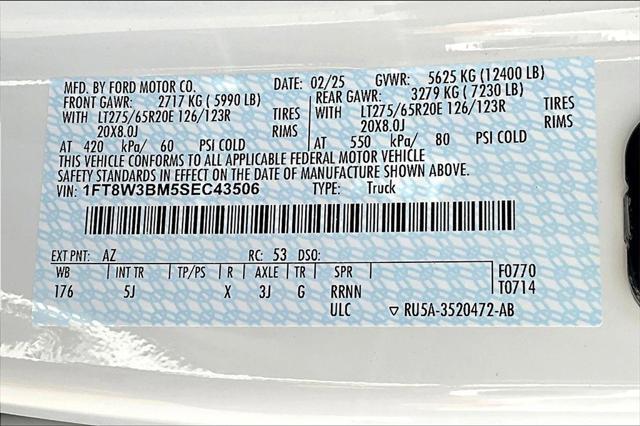 MFD. BY FORD MOTOR CO. DATE: 02/25 GVWR: 5625 KG (12400 LB)
FRONT GAWR: 2717 KG ( 5990 LB) REAR GAWR: 3279 KG ( 7230 LB)
WITH LT275/65R20E 126/123R TIRES WITH LT275/65R20E 126/123R TIRES
20X8.0J RIMS 20X8.0J RIMS
AT 420 kPa/ 60 PSI COLD AT 550 kPa/ 80 PSI COLD
THIS VEHICLE CONFORMS TO ALL APPLICABLE FEDERAL MOTOR VEHICLE
SAFETY STANDARDS IN EFFECT ON THE DATE OF MANUFACTURE SHOWN ABOVE.
VIN: 1FT8W3BM5SEC43506 TYPE: Truck
EXT PNT: AZ RC: 53 DSO:
WB INT TR TP/PS R AXLE TR SPR F0770
176 5J X 3J G RRNN T0714
ULC ▽ RU5A-3520472-AB